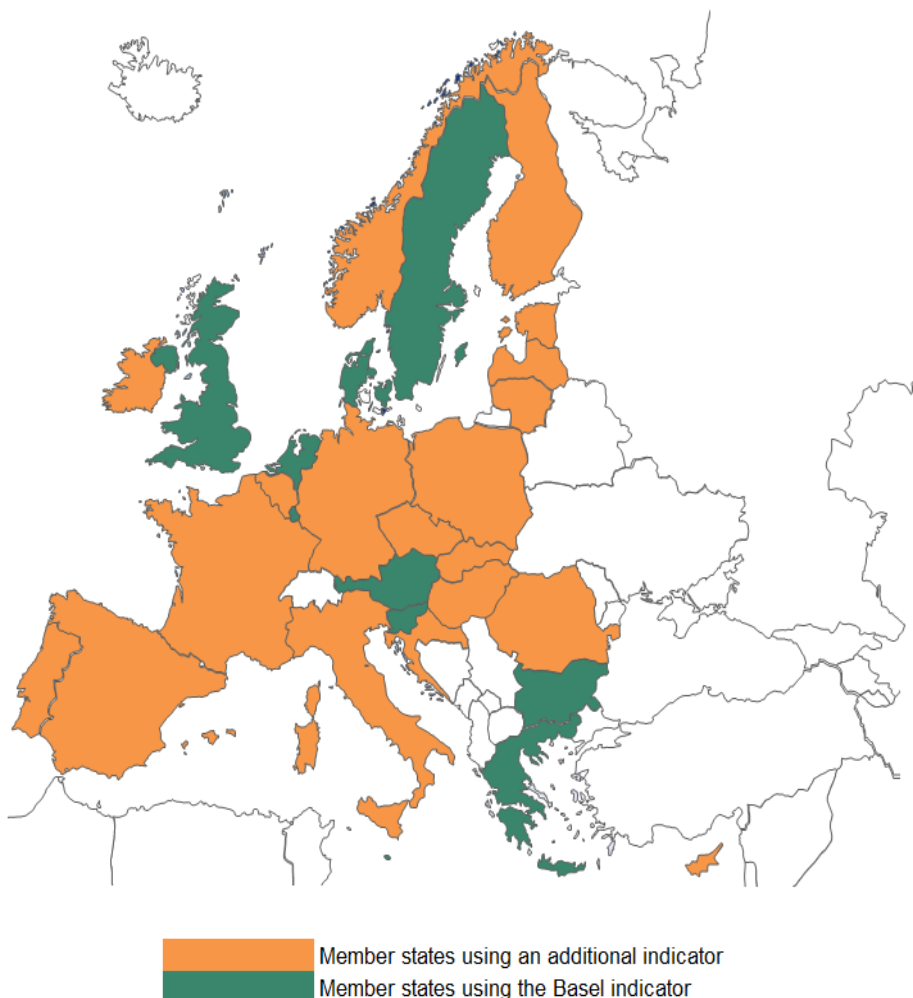 Member states using an additional indicator
Member states using the Basel indicator